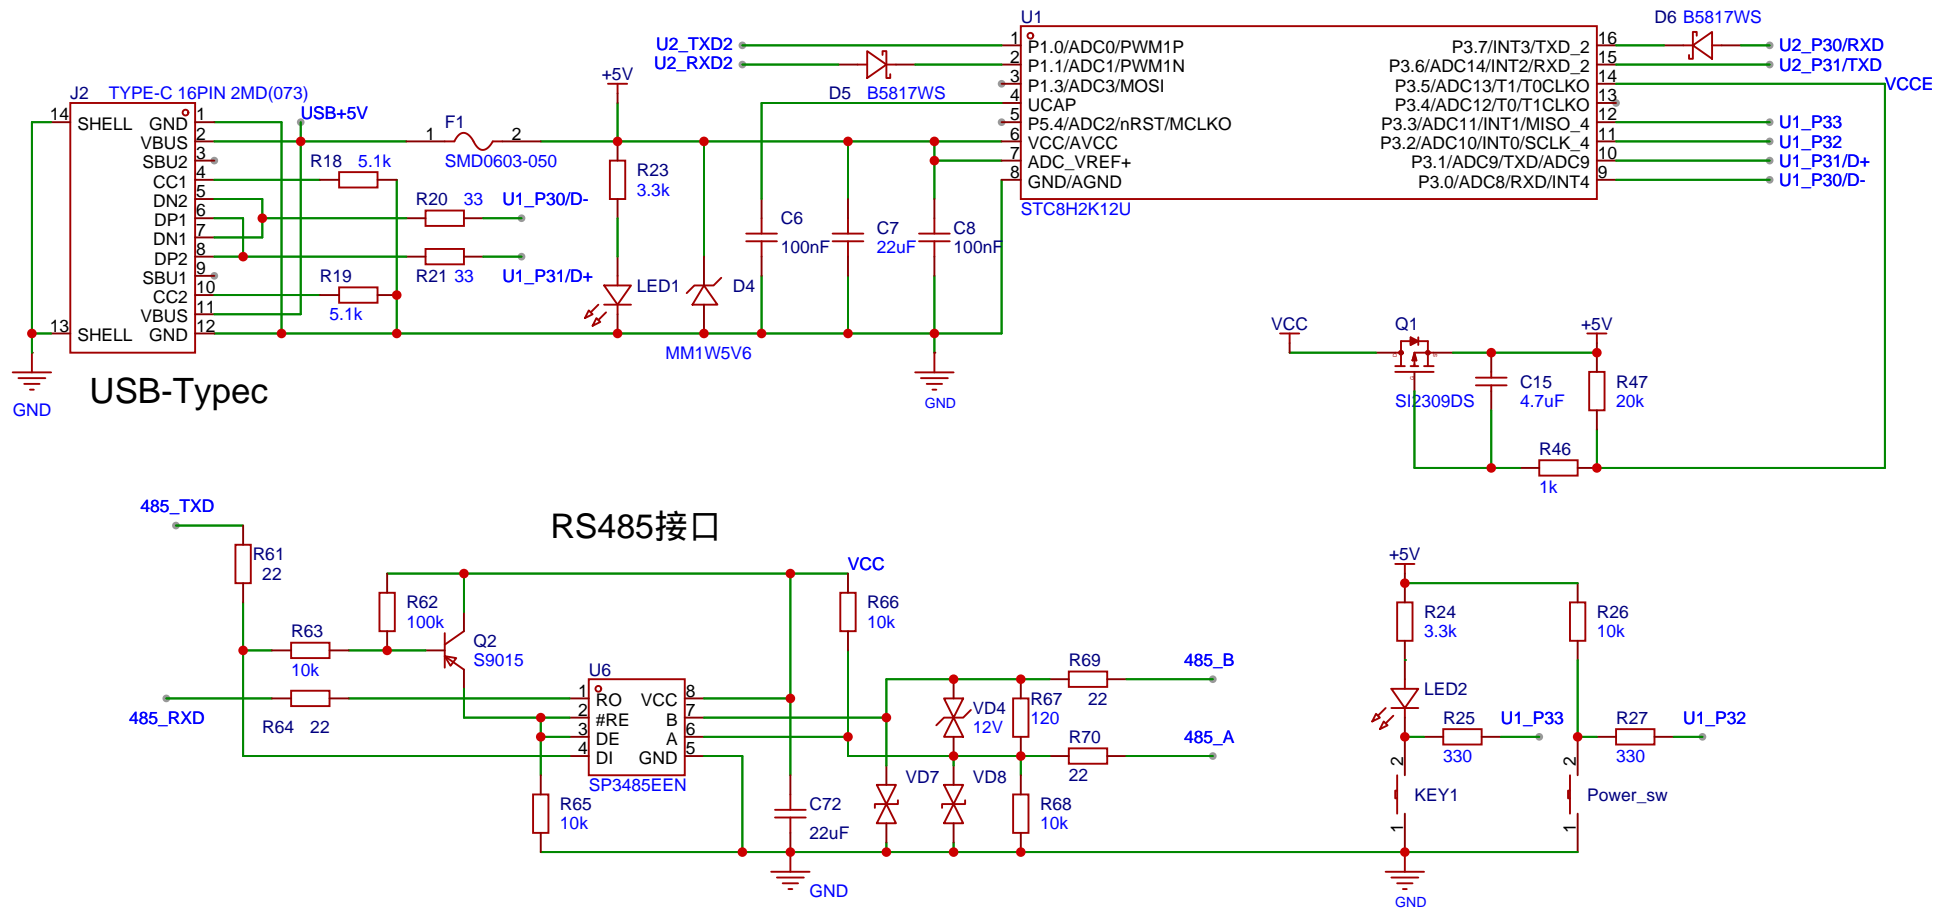 J2 TYPE-C 16PIN 2MD(073)
14 SHELL GND 1
VBUS 2
SBU2 3
CC1 4
DN2 5
DP1 6
DN1 7
DP2 8
SBU1 9
CC2 10
VBUS 11
13 SHELL GND 12
GND
USB-Typec
USB+5V
1 F1 2
SMD0603-050
R18 5.1k
R20 33 U1_P30/D-
R21 33 U1_P31/D+
R19
5.1k
+5V
R23
3.3k
LED1
D4
MM1W5V6
C6
100nF
C7
22uF
C8
100nF
GND
U2_TXD2
U2_RXD2
D5 B5817WS
U1
1 P1.0/ADC0/PWM1P
2 P1.1/ADC1/PWM1N
3 P1.3/ADC3/MOSI
4 UCAP
5 P5.4/ADC2/nRST/MCLKO
6 VCC/AVCC
7 ADC_VREF+
8 GND/AGND
P3.7/INT3/TXD_2 16
P3.6/ADC14/INT2/RXD_2 15
P3.5/ADC13/T1/T0CLKO 14
P3.4/ADC12/T0/T1CLKO 13
P3.3/ADC11/INT1/MISO_4 12
P3.2/ADC10/INT0/SCLK_4 11
P3.1/ADC9/TXD/ADC9 10
P3.0/ADC8/RXD/INT4 9
STC8H2K12U
D6 B5817WS
U2_P30/RXD
U2_P31/TXD
VCCE
U1_P33
U1_P32
U1_P31/D+
U1_P30/D-
VCC
Q1
SI2309DS
+5V
C15
4.7uF
R47
20k
R46
1k
RS485接口
485_TXD
R61
22
R63
10k
R62
100k
Q2
S9015
485_RXD
R64 22
U6
1 RO VCC 8
2 #RE B 7
3 DE A 6
4 DI GND 5
SP3485EEN
R65
10k
VCC
R66
10k
C72
22uF
GND
VD4
12V
R67
120
R69
22
485_B
R70
22
485_A
VD7
VD8
R68
10k
+5V
R24
3.3k
LED2
R25
330
U1_P33
2
KEY1
1
R26
10k
R27
330
U1_P32
2
Power_sw
1
GND